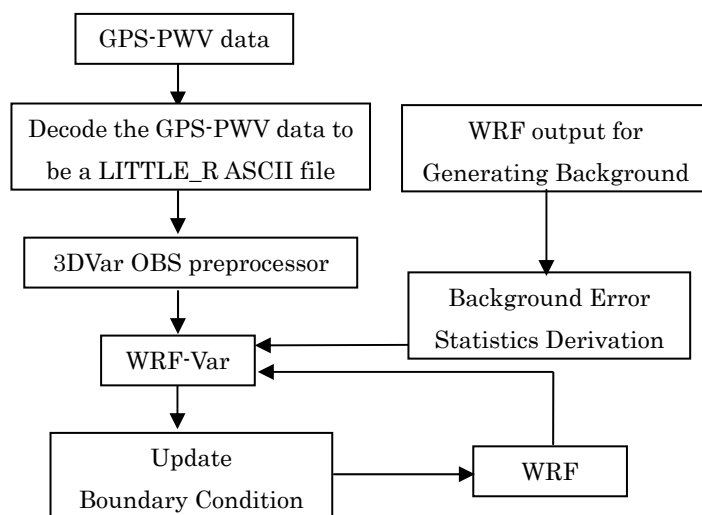 GPS-PWV data
Decode the GPS-PWV data to
be a LITTLE_R ASCII file
WRF output for
Generating Background
3DVar OBS preprocessor
Background Error
Statistics Derivation
WRF-Var
Update
Boundary Condition
WRF